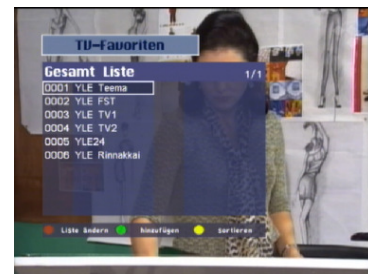 TV-Favoriten
Gesamt Liste 1/1
0001 YLE Teema
0002 YLE FST
0003 YLE TV1
0004 YLE TV2
0005 YLE24
0006 YLE Rinnakkai
Liste ändern hinzufügen Sortieren